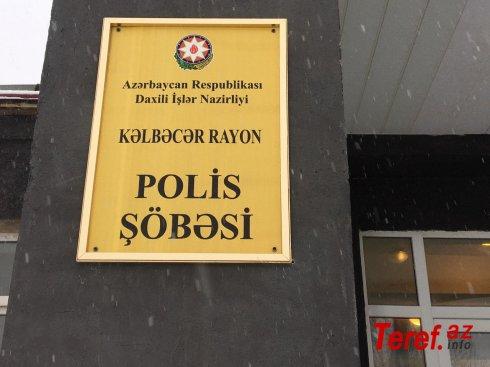 Azərbaycan Respublikası
Daxili İşlər Nazirliyi
KƏLBƏCƏR RAYON
POLİS
ŞÖBƏSİ
Teref.az
info